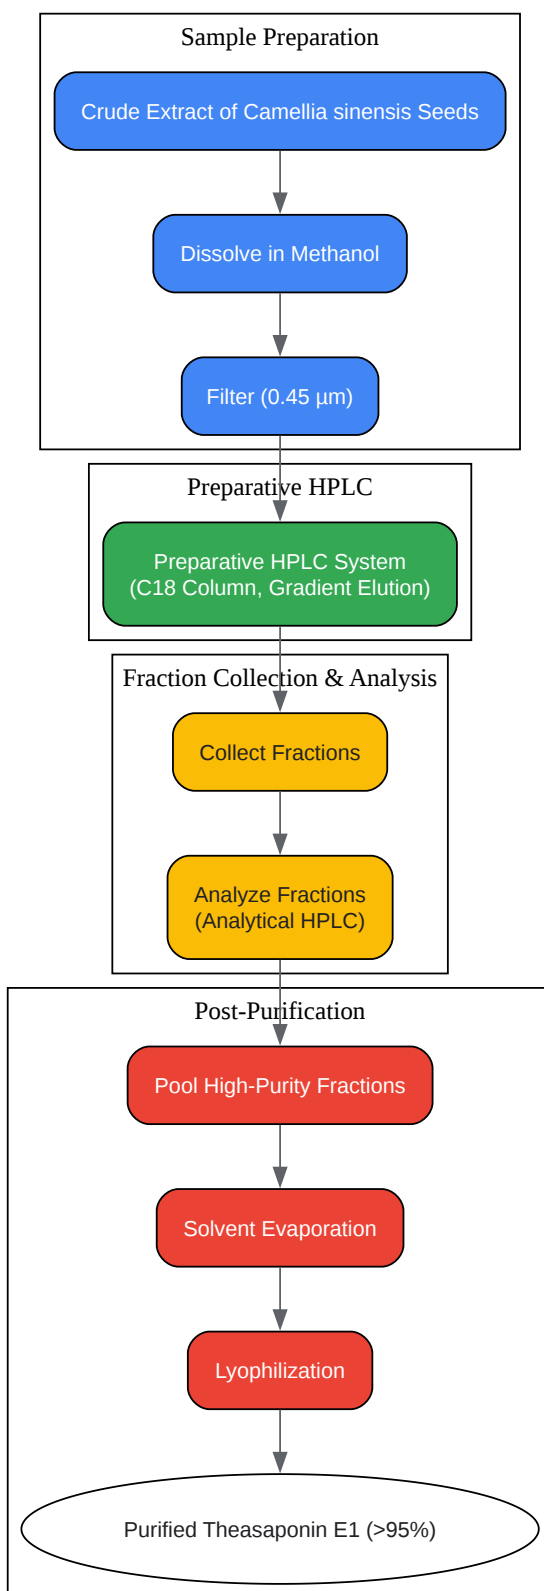 Sample Preparation
Crude Extract of Camellia sinensis Seeds
Dissolve in Methanol
Filter (0.45 µm)
Preparative HPLC
Preparative HPLC System
(C18 Column, Gradient Elution)
Fraction Collection & Analysis
Collect Fractions
Analyze Fractions
(Analytical HPLC)
Post-Purification
Pool High-Purity Fractions
Solvent Evaporation
Lyophilization
Purified Theasaponin E1 (>95%)